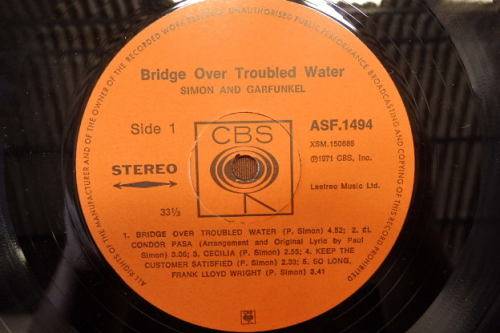 ALL RIGHTS OF THE MANUFACTURER AND OF THE OWNER OF THE RECORDED WORK RESERVED UNAUTHORISED PUBLIC PERFORMANCE BROADCASTING AND COPYING OF THIS RECORD PROHIBITED
Bridge Over Troubled Water
SIMON AND GARFUNKEL
Side 1
CBS
ASF.1494
XSM.150685
STEREO
℗1971 CBS, Inc.
Leetree Music Ltd.
33⅓
1. BRIDGE OVER TROUBLED WATER (P. Simon) 4.52; 2. EL
CONDOR PASA (Arrangement and Original Lyric by Paul
Simon) 3.06; 3. CECILIA (P. Simon) 2.55; 4. KEEP THE
CUSTOMER SATISFIED (P. Simon) 2.33; 5. SO LONG,
FRANK LLOYD WRIGHT (P. Simon) 3.41